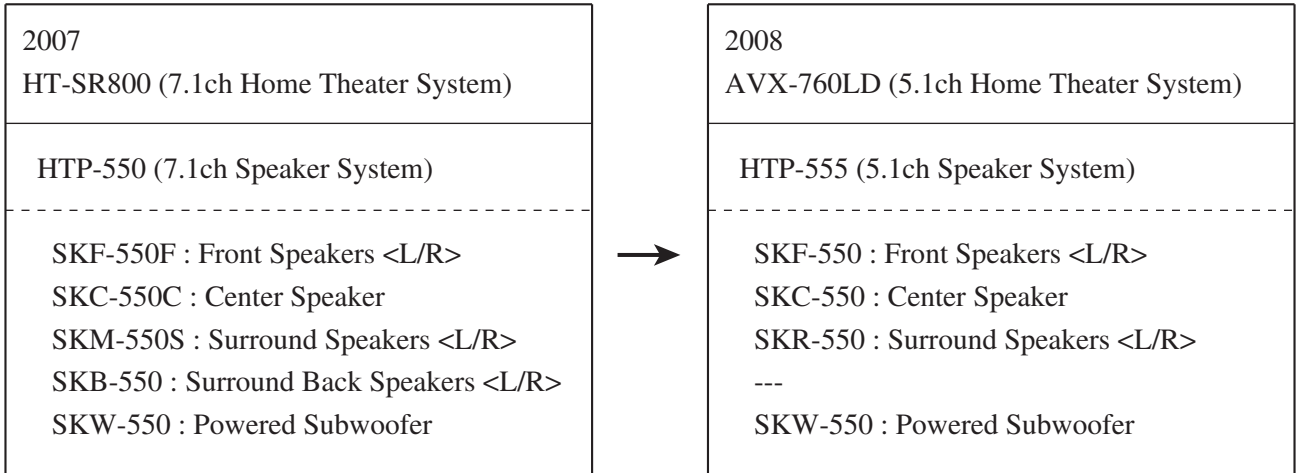 2007
HT-SR800 (7.1ch Home Theater System)
HTP-550 (7.1ch Speaker System)
SKF-550F : Front Speakers <L/R>
SKC-550C : Center Speaker
SKM-550S : Surround Speakers <L/R>
SKB-550 : Surround Back Speakers <L/R>
SKW-550 : Powered Subwoofer
2008
AVX-760LD (5.1ch Home Theater System)
HTP-555 (5.1ch Speaker System)
SKF-550 : Front Speakers <L/R>
SKC-550 : Center Speaker
SKR-550 : Surround Speakers <L/R>
---
SKW-550 : Powered Subwoofer